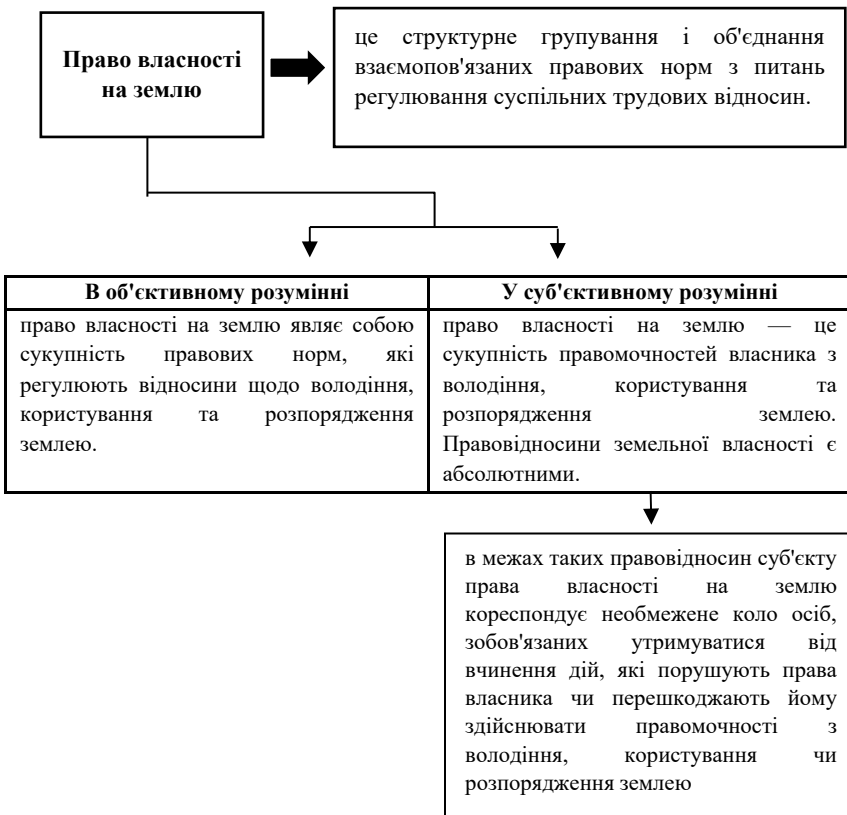 Право власності
на землю
це структурне групування і об'єднання
взаємопов'язаних правових норм з питань
регулювання суспільних трудових відносин.
В об'єктивному розумінні
право власності на землю являє собою
сукупність правових норм, які
регулюють відносини щодо володіння,
користування та розпорядження
землею.
У суб'єктивному розумінні
право власності на землю — це
сукупність правомочностей власника з
володіння, користування та
розпорядження землею.
Правовідносини земельної власності є
абсолютними.
в межах таких правовідносин суб'єкту
права власності на землю
кореспондує необмежене коло осіб,
зобов'язаних утримуватися від
вчинення дій, які порушують права
власника чи перешкоджають йому
здійснювати правомочності з
володіння, користування чи
розпорядження землею